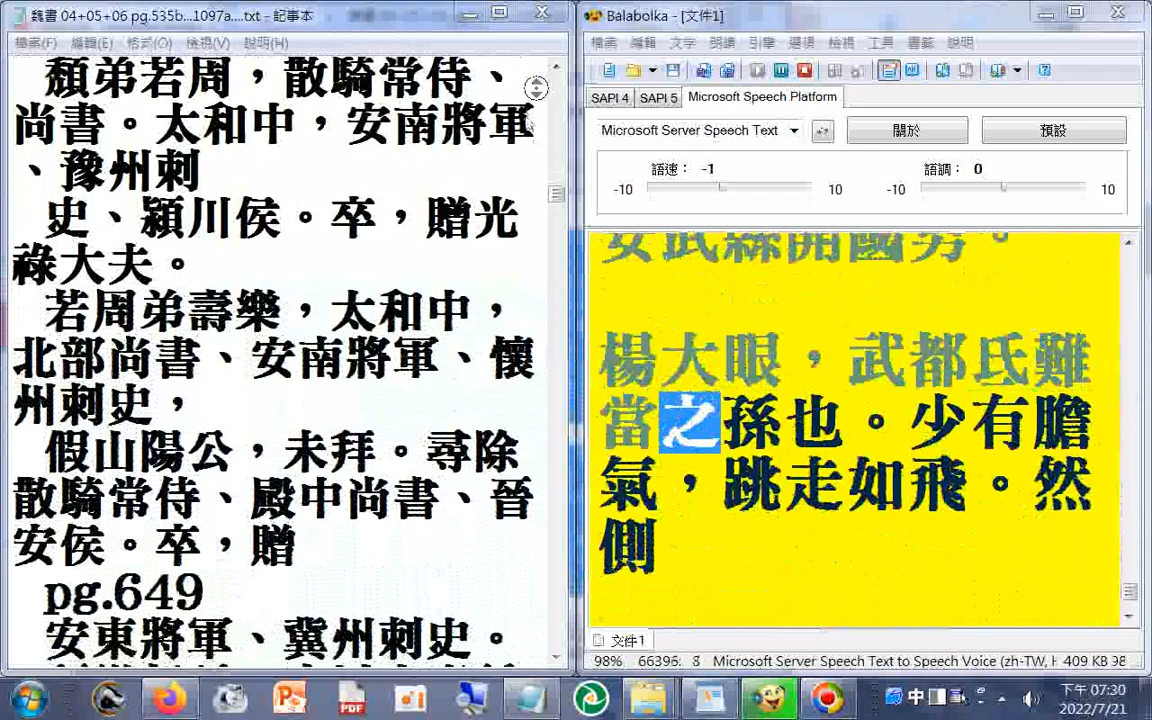 魏書 04+05+06 pg.535b...1097a....txt - 記事本
檔案(F) 編輯(E) 格式(O) 檢視(V) 說明(H)
頹弟若周，散騎常侍、
尚書。太和中，安南將軍
、豫州刺
史、潁川侯。卒，贈光
祿大夫。
若周弟壽樂，太和中，
北部尚書、安南將軍、懷
州刺史，
假山陽公，未拜。尋除
散騎常侍、殿中尚書、晉
安侯。卒，贈
pg.649
安東將軍、冀州刺史。
Balabolka - [文件1]
檔案 編輯 文字 朗讀 引擎 選項 檢視 工具 書籤 說明
SAPI 4 SAPI 5 Microsoft Speech Platform
Microsoft Server Speech Text 關於 預設
語速： -1 語調： 0
-10 10 -10 10
安武縣開國男。
楊大眼，武都氐難
當之孫也。少有膽
氣，跳走如飛。然
側
文件1
98% 66396: 8 Microsoft Server Speech Text to Speech Voice (zh-TW, H 409 KB 98
PDF 中 下午 07:30
2022/7/21